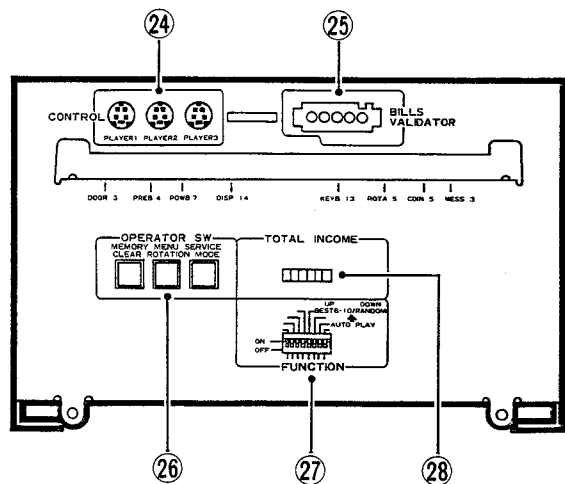 24 25
CONTROL
PLAYER1 PLAYER2 PLAYER3
BILLS
VALIDATOR
DOOR 3 PREB 4 POWB 7 DISP 14 KEYB 13 ROTA 5 COIN 5 MESS 3
OPERATOR SW
MEMORY MENU SERVICE
CLEAR ROTATION MODE
TOTAL INCOME
UP DOWN
BEST6-10/RANDOM
AUTO PLAY
ON
OFF
FUNCTION
26 27 28